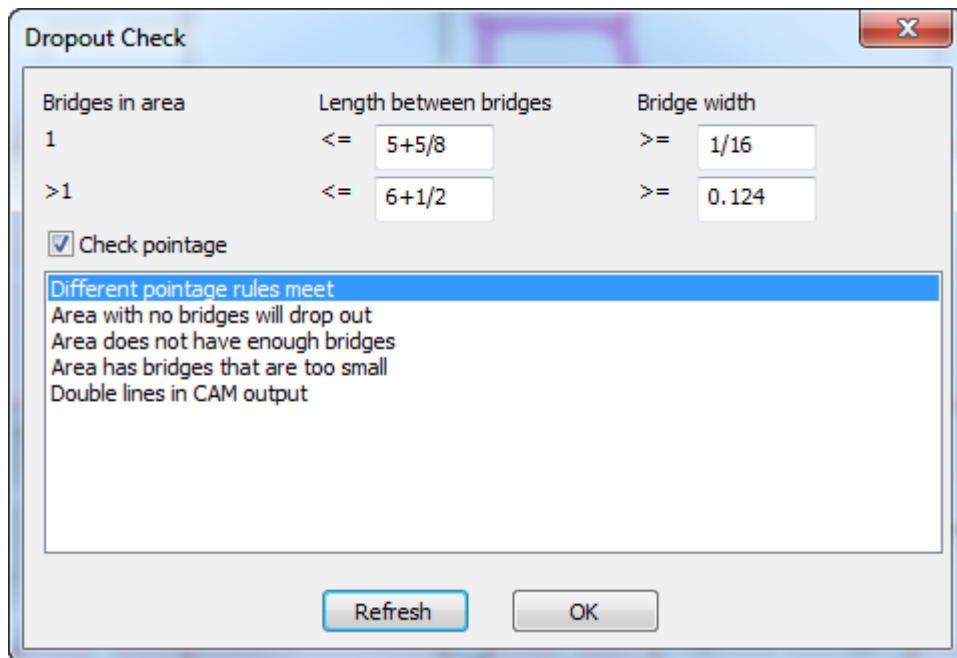 Dropout Check
Bridges in area Length between bridges Bridge width
1 <= 5+5/8 >= 1/16
>1 <= 6+1/2 >= 0.124
Check pointage
Different pointage rules meet
Area with no bridges will drop out
Area does not have enough bridges
Area has bridges that are too small
Double lines in CAM output
Refresh OK